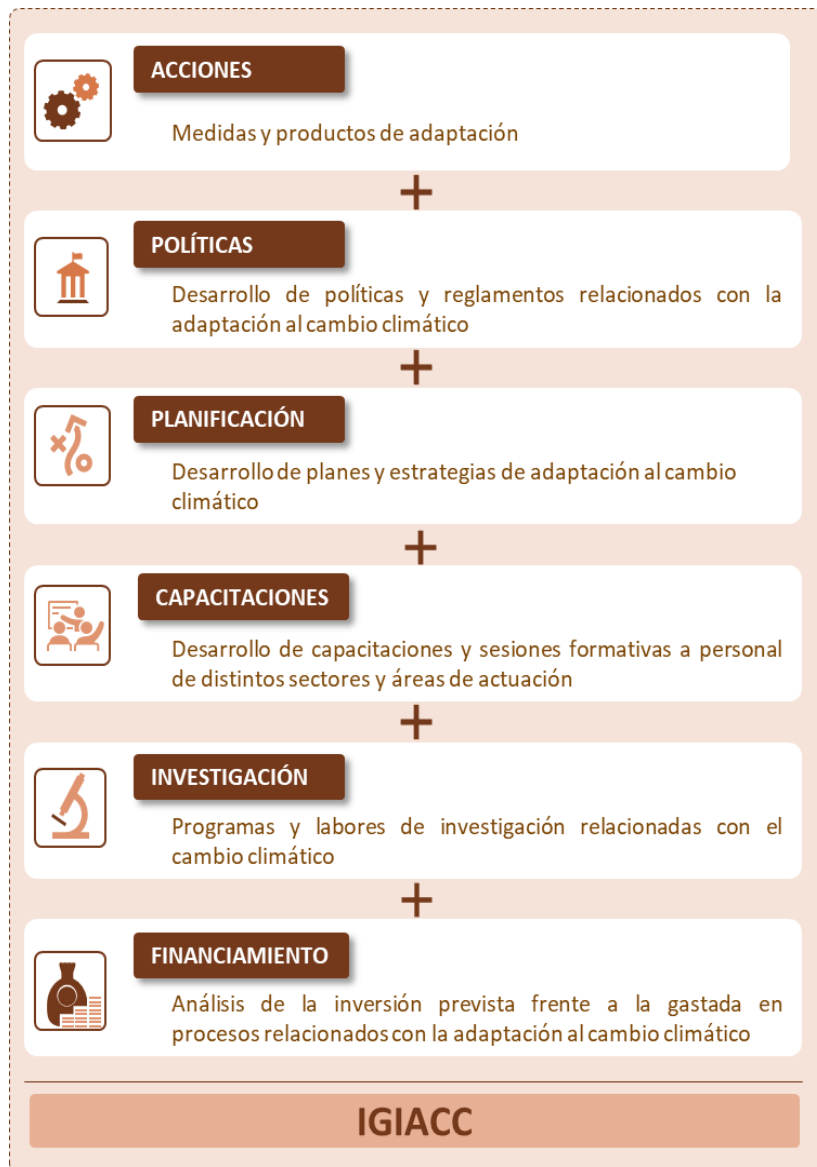 ACCIONES
Medidas y productos de adaptación
+
POLÍTICAS
Desarrollo de políticas y reglamentos relacionados con la
adaptación al cambio climático
+
PLANIFICACIÓN
Desarrollo de planes y estrategias de adaptación al cambio
climático
+
CAPACITACIONES
Desarrollo de capacitaciones y sesiones formativas a personal
de distintos sectores y áreas de actuación
+
INVESTIGACIÓN
Programas y labores de investigación relacionadas con el
cambio climático
+
FINANCIAMIENTO
Análisis de la inversión prevista frente a la gastada en
procesos relacionados con la adaptación al cambio climático
IGIACC